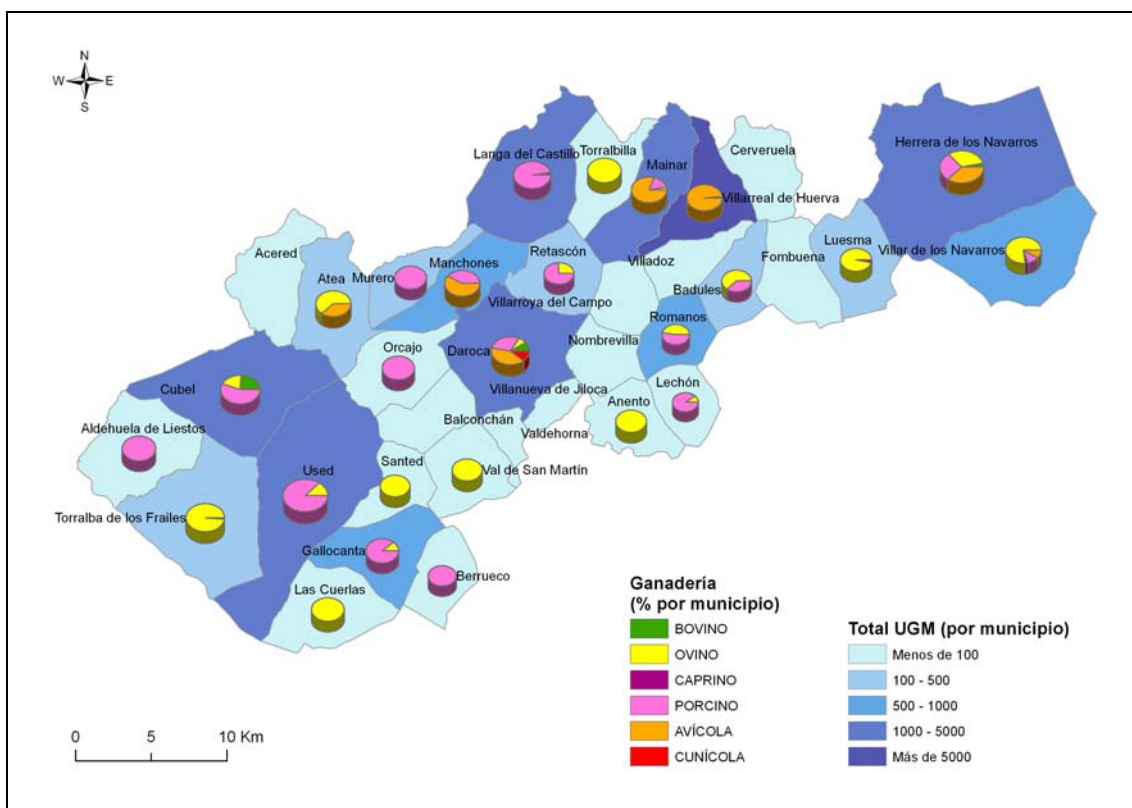 N
W E
S
Herrera de los Navarros
Cerveruela
Torralbilla
Langa del Castillo
Mainar
Villarreal de Huerva
Luesma
Villar de los Navarros
Acered
Retascón
Manchones
Villadoz
Fombuena
Atea
Murero
Badules
Villarroya del Campo
Romanos
Nombrevilla
Orcajo
Daroca
Cubel
Villanueva de Jiloca
Lechón
Anento
Balconchán
Valdehorna
Aldehuela de Liestos
Santed
Used
Val de San Martín
Torralba de los Frailes
Gallocanta
Berrueco
Las Cuerlas
Ganadería
(% por municipio)
BOVINO
OVINO
CAPRINO
PORCINO
AVÍCOLA
CUNÍCOLA
Total UGM (por municipio)
Menos de 100
100 - 500
500 - 1000
1000 - 5000
Más de 5000
0 5 10 Km